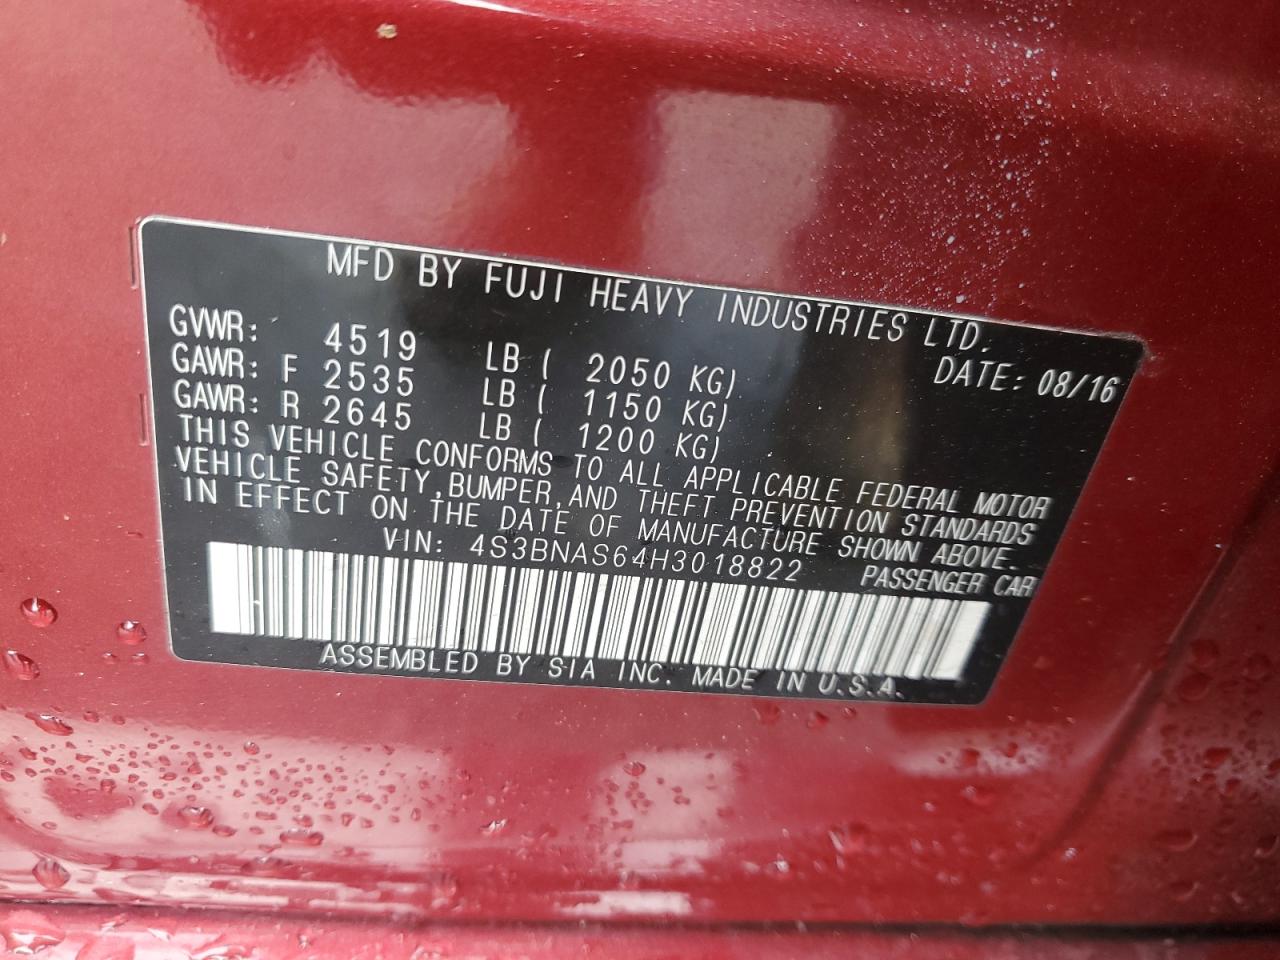 MFD BY FUJI HEAVY INDUSTRIES LTD.
DATE: 08/16
GVWR: 4519 LB ( 2050 KG)
GAWR: F 2535 LB ( 1150 KG)
GAWR: R 2645 LB ( 1200 KG)
THIS VEHICLE CONFORMS TO ALL APPLICABLE FEDERAL MOTOR
VEHICLE SAFETY, BUMPER, AND THEFT PREVENTION STANDARDS
IN EFFECT ON THE DATE OF MANUFACTURE SHOWN ABOVE.
VIN: 4S3BNAS64H3018822 PASSENGER CAR
ASSEMBLED BY SIA INC. MADE IN U.S.A.